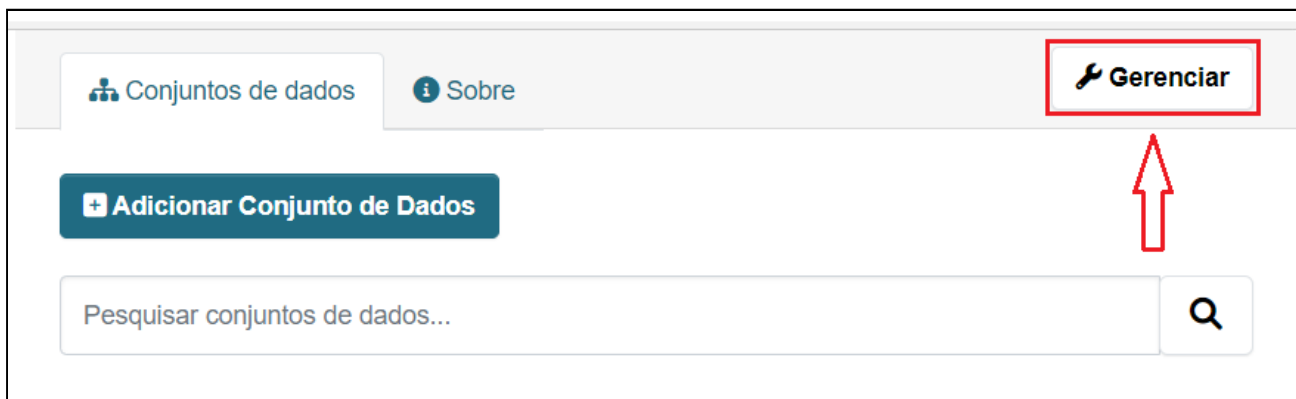 Conjuntos de dados
Sobre
Gerenciar
Adicionar Conjunto de Dados
Pesquisar conjuntos de dados...